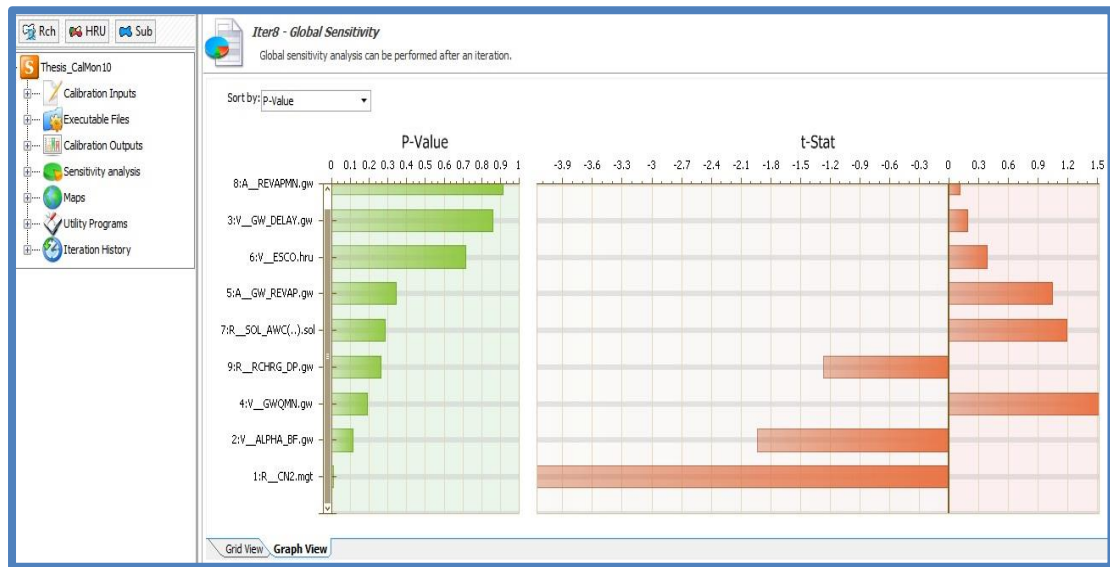 Rch HRU Sub
Thesis_CalMon10
Calibration Inputs
Executable Files
Calibration Outputs
Sensitivity analysis
Maps
Utility Programs
Iteration History
Iter8 - Global Sensitivity
Global sensitivity analysis can be performed after an iteration.
Sort by: P-Value
P-Value
0 0.1 0.2 0.3 0.4 0.5 0.6 0.7 0.8 0.9 1
t-Stat
-3.9 -3.6 -3.3 -3 -2.7 -2.4 -2.1 -1.8 -1.5 -1.2 -0.9 -0.6 -0.3 0 0.3 0.6 0.9 1.2 1.5
8:A__REVAPMN.gw
3:V__GW_DELAY.gw
6:V__ESCO.hru
5:A__GW_REVAP.gw
7:R__SOL_AWC(..).sol
9:R__RCHRG_DP.gw
4:V__GWQMN.gw
2:V__ALPHA_BF.gw
1:R__CN2.mgt
Grid View Graph View